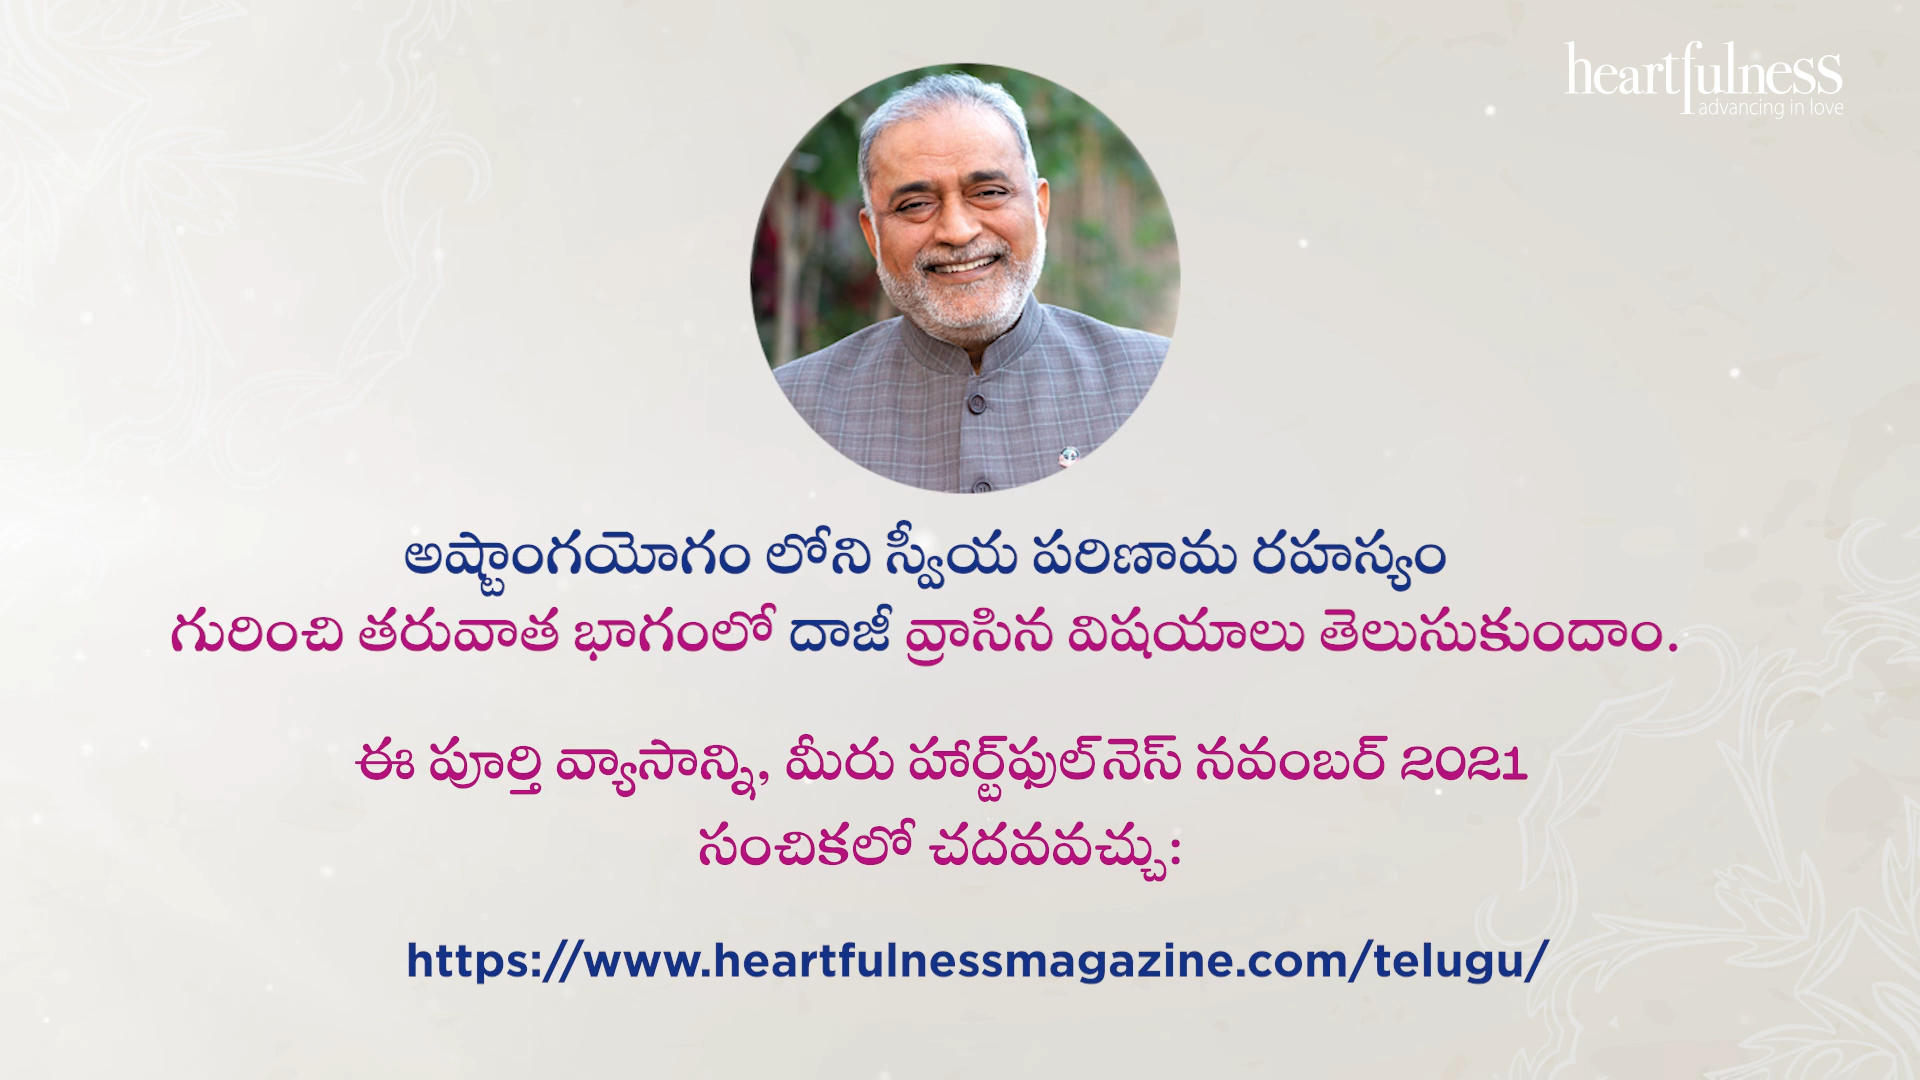 heartfulness
advancing in love
అష్టాంగయోగం లోని స్వీయ పరిణామ రహస్యం
గురించి తరువాత భాగంలో దాజీ వ్రాసిన విషయాలు తెలుసుకుందాం.
ఈ పూర్తి వ్యాసాన్ని, మీరు హార్ట్‌ఫుల్‌నెస్ నవంబర్ 2021
సంచికలో చదవవచ్చు:
https://www.heartfulnessmagazine.com/telugu/